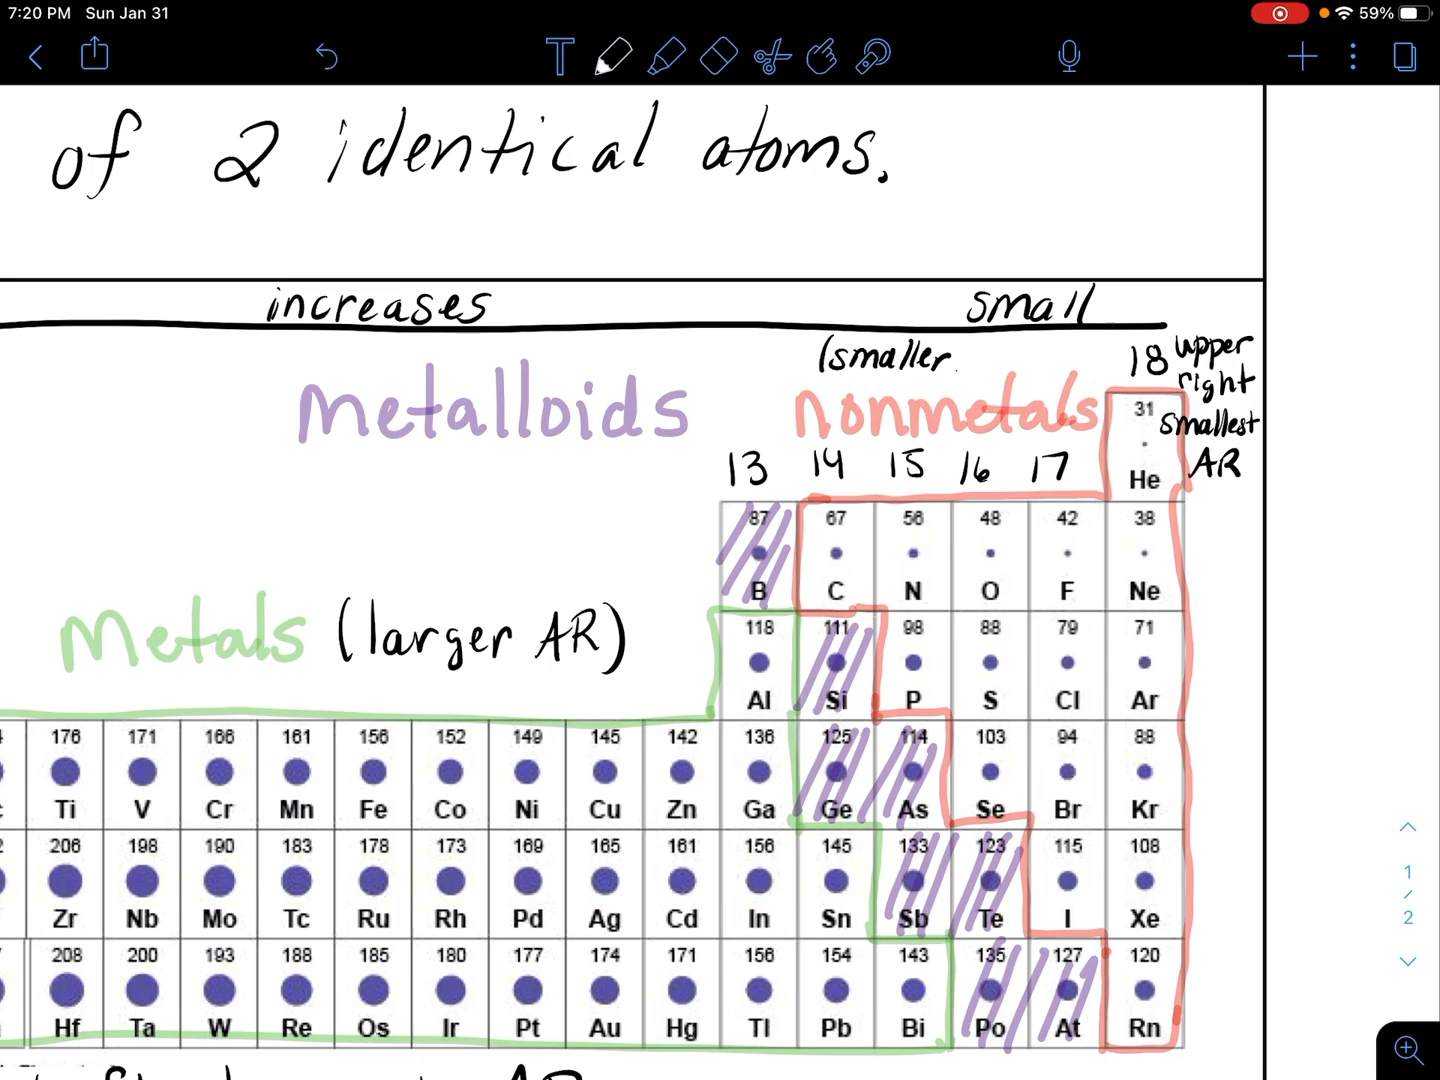 7:20 PM Sun Jan 31
59%
of 2 identical atoms.
increases small
(smaller
18 upper
right
smallest
AR
metalloids nonmetals
13 14 15 16 17
31
He
87 67 56 48 42 38
B C N O F Ne
Metals (larger AR)
118 111 98 88 79 71
Al Si P S Cl Ar
176 171 166 161 156 152 149 145 142 136 125 114 103 94 88
Ti V Cr Mn Fe Co Ni Cu Zn Ga Ge As Se Br Kr
206 198 190 183 178 173 169 165 161 156 145 133 123 115 108
Zr Nb Mo Tc Ru Rh Pd Ag Cd In Sn Sb Te I Xe
208 200 193 188 185 180 177 174 171 156 154 143 135 127 120
Hf Ta W Re Os Ir Pt Au Hg Tl Pb Bi Po At Rn
1
/
2